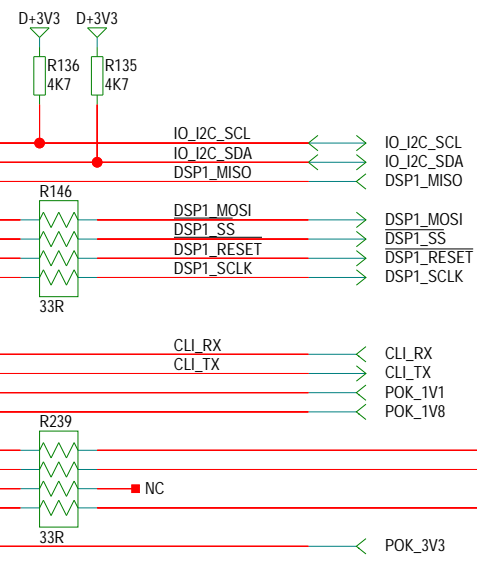 D+3V3 D+3V3
R136 R135
4K7 4K7
IO_I2C_SCL IO_I2C_SCL
IO_I2C_SDA IO_I2C_SDA
DSP1_MISO DSP1_MISO
R146
DSP1_MOSI DSP1_MOSI
DSP1_SS DSP1_SS
DSP1_RESET DSP1_RESET
DSP1_SCLK DSP1_SCLK
33R
CLI_RX CLI_RX
CLI_TX CLI_TX
POK_1V1
POK_1V8
R239
NC
33R
POK_3V3